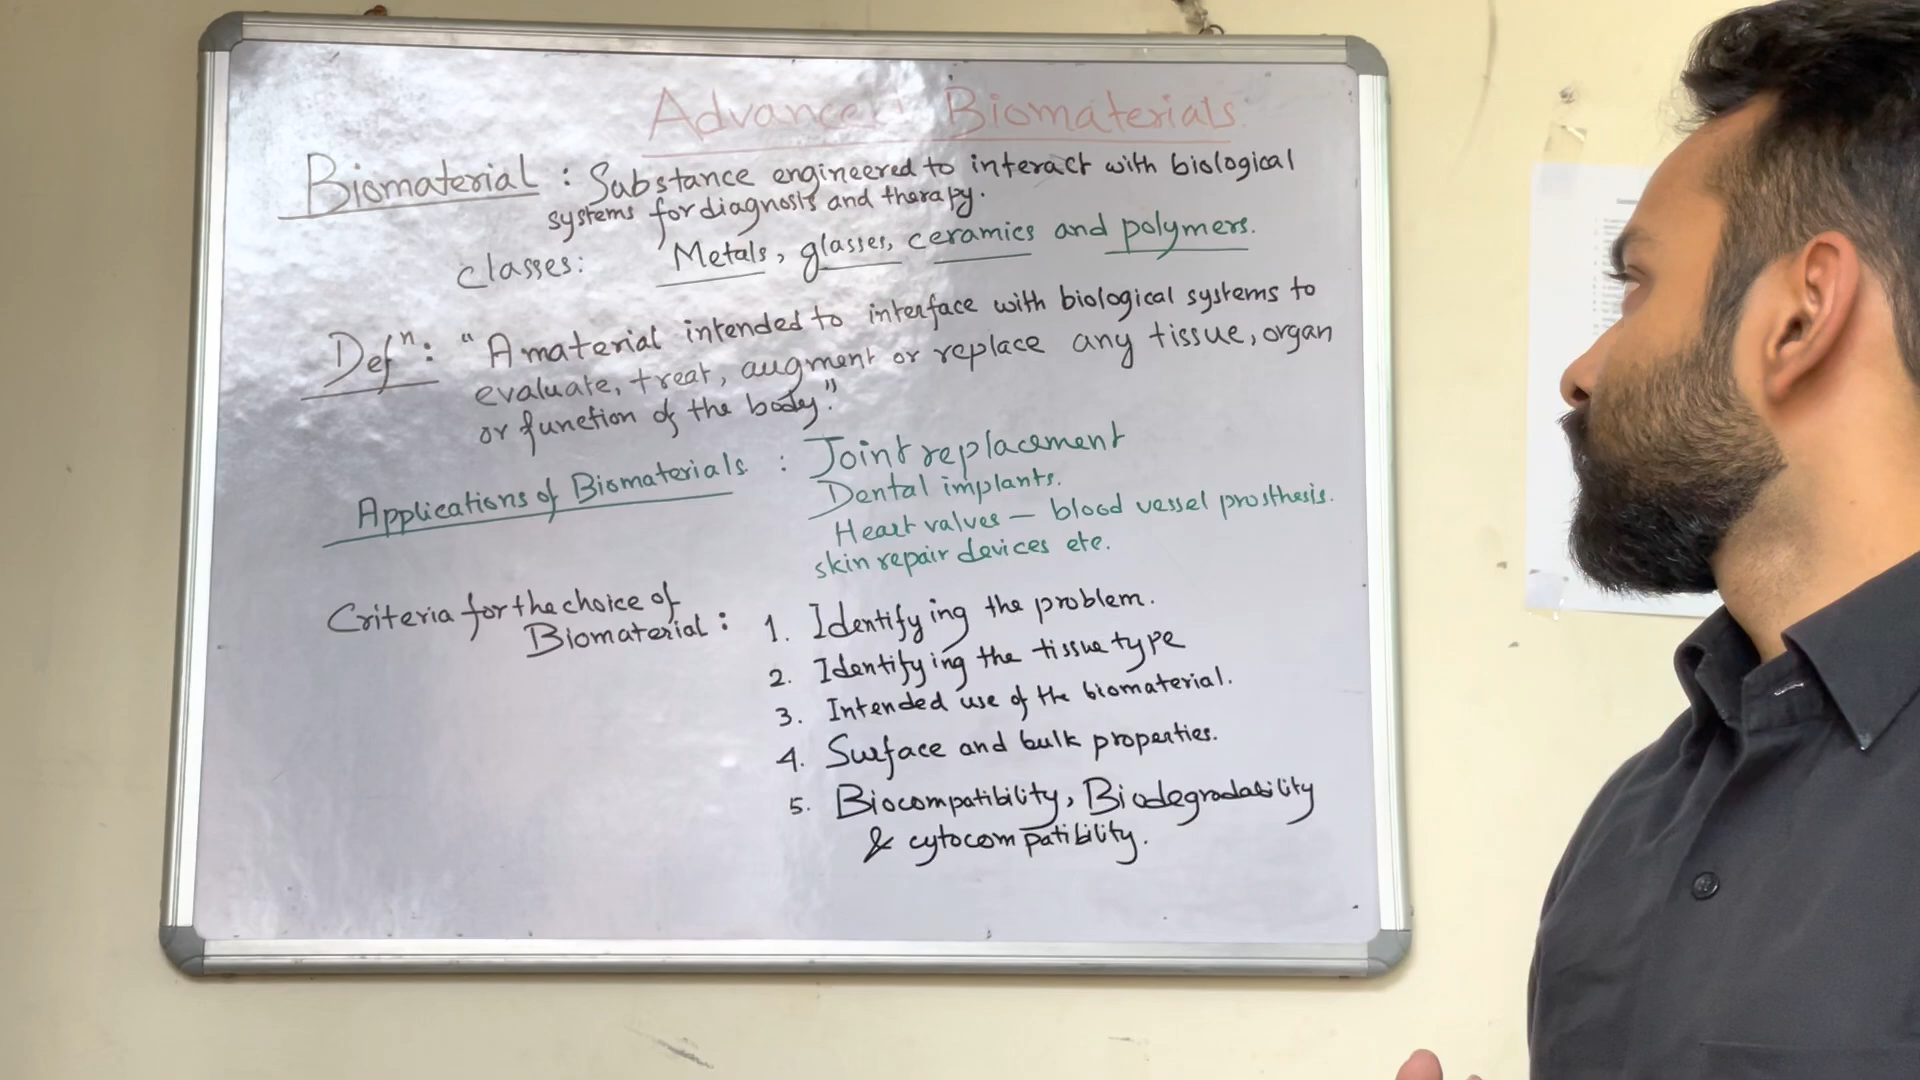 Advanced Biomaterials.
Biomaterial : Substance engineered to interact with biological
systems for diagnosis and therapy.
classes: Metals, glasses, ceramics and polymers.
Defⁿ: "A material intended to interface with biological systems to
evaluate, treat, augment or replace any tissue, organ
or function of the body."
Applications of Biomaterials : Joint replacement
Dental implants.
Heart valves – blood vessel prosthesis.
skin repair devices etc.
Criteria for the choice of
Biomaterial : 1. Identifying the problem.
2. Identifying the tissue type
3. Intended use of the biomaterial.
4. Surface and bulk properties.
5. Biocompatibility, Biodegradability
& cytocompatibility.